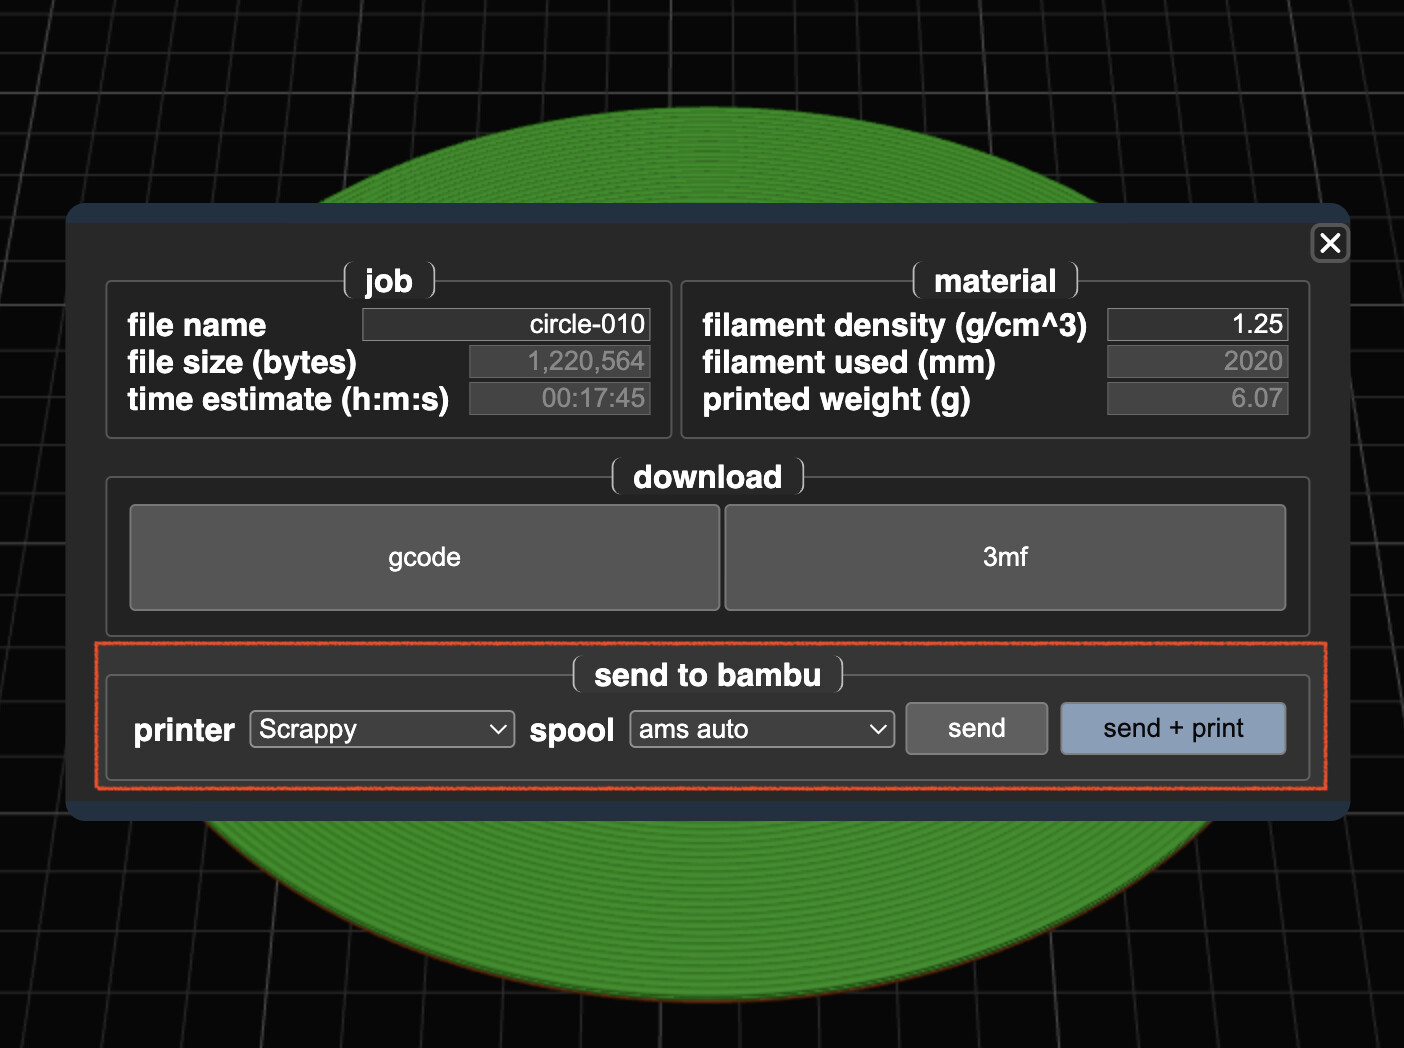 job
file name circle-010
file size (bytes) 1,220,564
time estimate (h:m:s) 00:17:45
material
filament density (g/cm^3) 1.25
filament used (mm) 2020
printed weight (g) 6.07
download
gcode 3mf
send to bambu
printer Scrappy spool ams auto send send + print